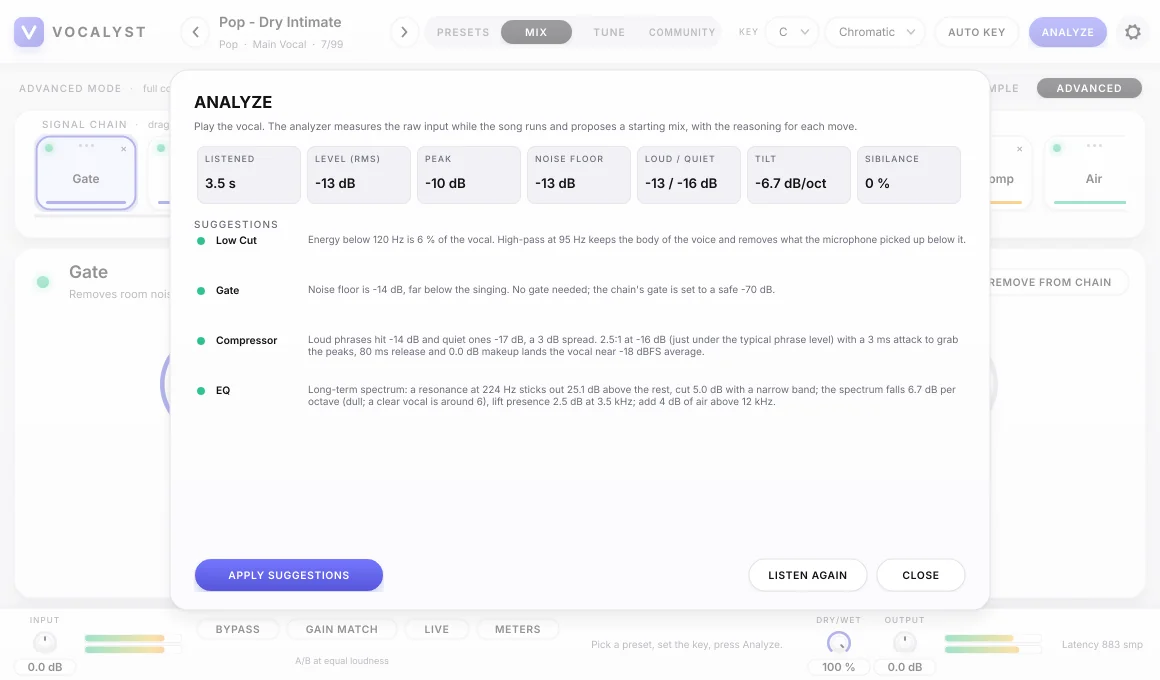 VOCALYST
Pop - Dry Intimate
Pop · Main Vocal · 7/99
PRESETS
MIX
TUNE
COMMUNITY
KEY
C
Chromatic
AUTO KEY
ANALYZE
ADVANCED MODE · full
ADVANCED
SIGNAL CHAIN · drag
Gate
Air
Gate
Removes room
REMOVE FROM CHAIN
ANALYZE
Play the vocal. The analyzer measures the raw input while the song runs and proposes a starting mix, with the reasoning for each move.
LISTENED
3.5 s
LEVEL (RMS)
-13 dB
PEAK
-10 dB
NOISE FLOOR
-13 dB
LOUD / QUIET
-13 / -16 dB
TILT
-6.7 dB/oct
SIBILANCE
0 %
SUGGESTIONS
Low Cut
Energy below 120 Hz is 6 % of the vocal. High-pass at 95 Hz keeps the body of the voice and removes what the microphone picked up below it.
Gate
Noise floor is -14 dB, far below the singing. No gate needed; the chain's gate is set to a safe -70 dB.
Compressor
Loud phrases hit -14 dB and quiet ones -17 dB, a 3 dB spread. 2.5:1 at -16 dB (just under the typical phrase level) with a 3 ms attack to grab
the peaks, 80 ms release and 0.0 dB makeup lands the vocal near -18 dBFS average.
EQ
Long-term spectrum: a resonance at 224 Hz sticks out 25.1 dB above the rest, cut 5.0 dB with a narrow band; the spectrum falls 6.7 dB per
octave (dull; a clear vocal is around 6), lift presence 2.5 dB at 3.5 kHz; add 4 dB of air above 12 kHz.
APPLY SUGGESTIONS
LISTEN AGAIN
CLOSE
INPUT
0.0 dB
BYPASS
GAIN MATCH
LIVE
METERS
A/B at equal loudness
Pick a preset, set the key, press Analyze.
DRY/WET
100 %
OUTPUT
0.0 dB
Latency 883 smp